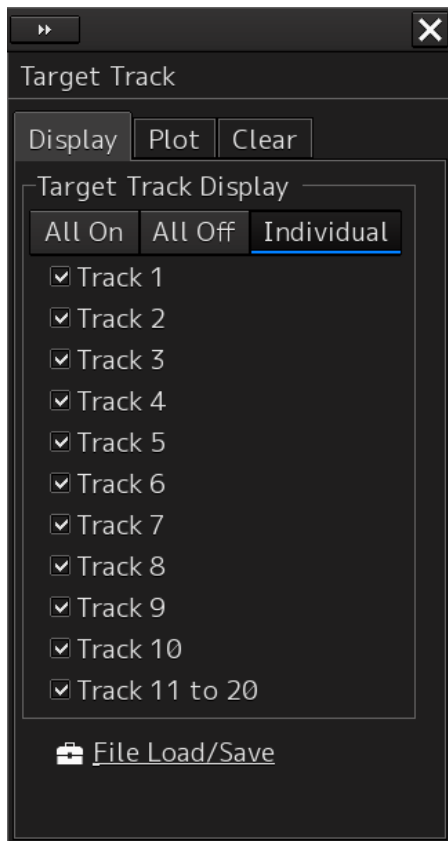 Target Track
Display Plot Clear
Target Track Display
All On All Off Individual
Track 1
Track 2
Track 3
Track 4
Track 5
Track 6
Track 7
Track 8
Track 9
Track 10
Track 11 to 20
File Load/Save